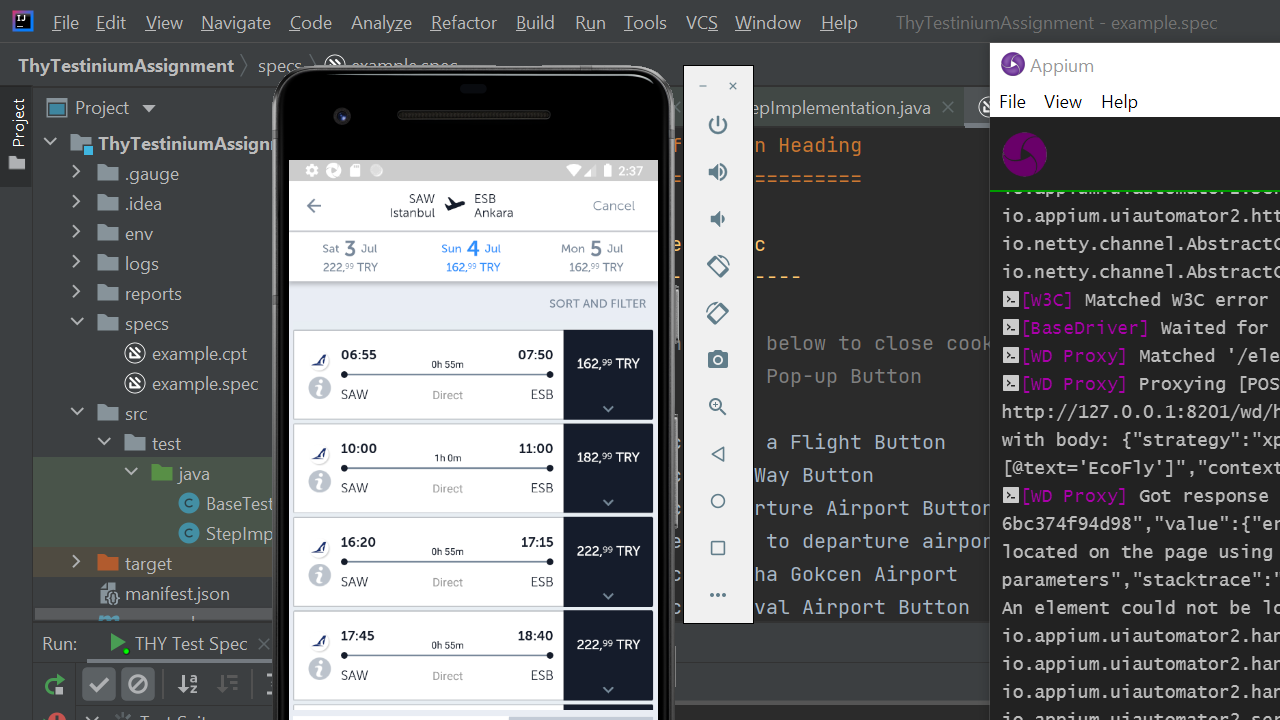 File Edit View Navigate Code Analyze Refactor Build Run Tools VCS Window Help ThyTestiniumAssignment - example.spec
ThyTestiniumAssignment specs example.spec
Project
Project
ThyTestiniumAssignm
.gauge
.idea
env
logs
reports
specs
example.cpt
example.spec
src
test
java
BaseTest
StepImp
target
manifest.json
Run: THY Test Spec
2:37
SAW
Istanbul
ESB
Ankara
Cancel
Sat 3 Jul
222,99 TRY
Sun 4 Jul
162,99 TRY
Mon 5 Jul
162,99 TRY
SORT AND FILTER
06:55 0h 55m 07:50
SAW Direct ESB
162,99 TRY
10:00 1h 0m 11:00
SAW Direct ESB
182,99 TRY
16:20 0h 55m 17:15
SAW Direct ESB
222,99 TRY
17:45 0h 55m 18:40
SAW Direct ESB
222,99 TRY
epImplementation.java
n Heading
=============
below to close cook
Pop-up Button
a Flight Button
Way Button
rture Airport Button
to departure airpor
ha Gokcen Airport
val Airport Button
Appium
File View Help
io.appium.uiautomator2.htt
io.netty.channel.AbstractC
io.netty.channel.AbstractC
[W3C] Matched W3C error
[BaseDriver] Waited for
[WD Proxy] Matched '/ele
[WD Proxy] Proxying [POS
http://127.0.0.1:8201/wd/h
with body: {"strategy":"xp
[@text='EcoFly']","context
[WD Proxy] Got response
6bc374f94d98","value":{"er
located on the page using
parameters","stacktrace":"
An element could not be lo
io.appium.uiautomator2.han
io.appium.uiautomator2.han
io.appium.uiautomator2.han
io.appium.uiautomator2.han